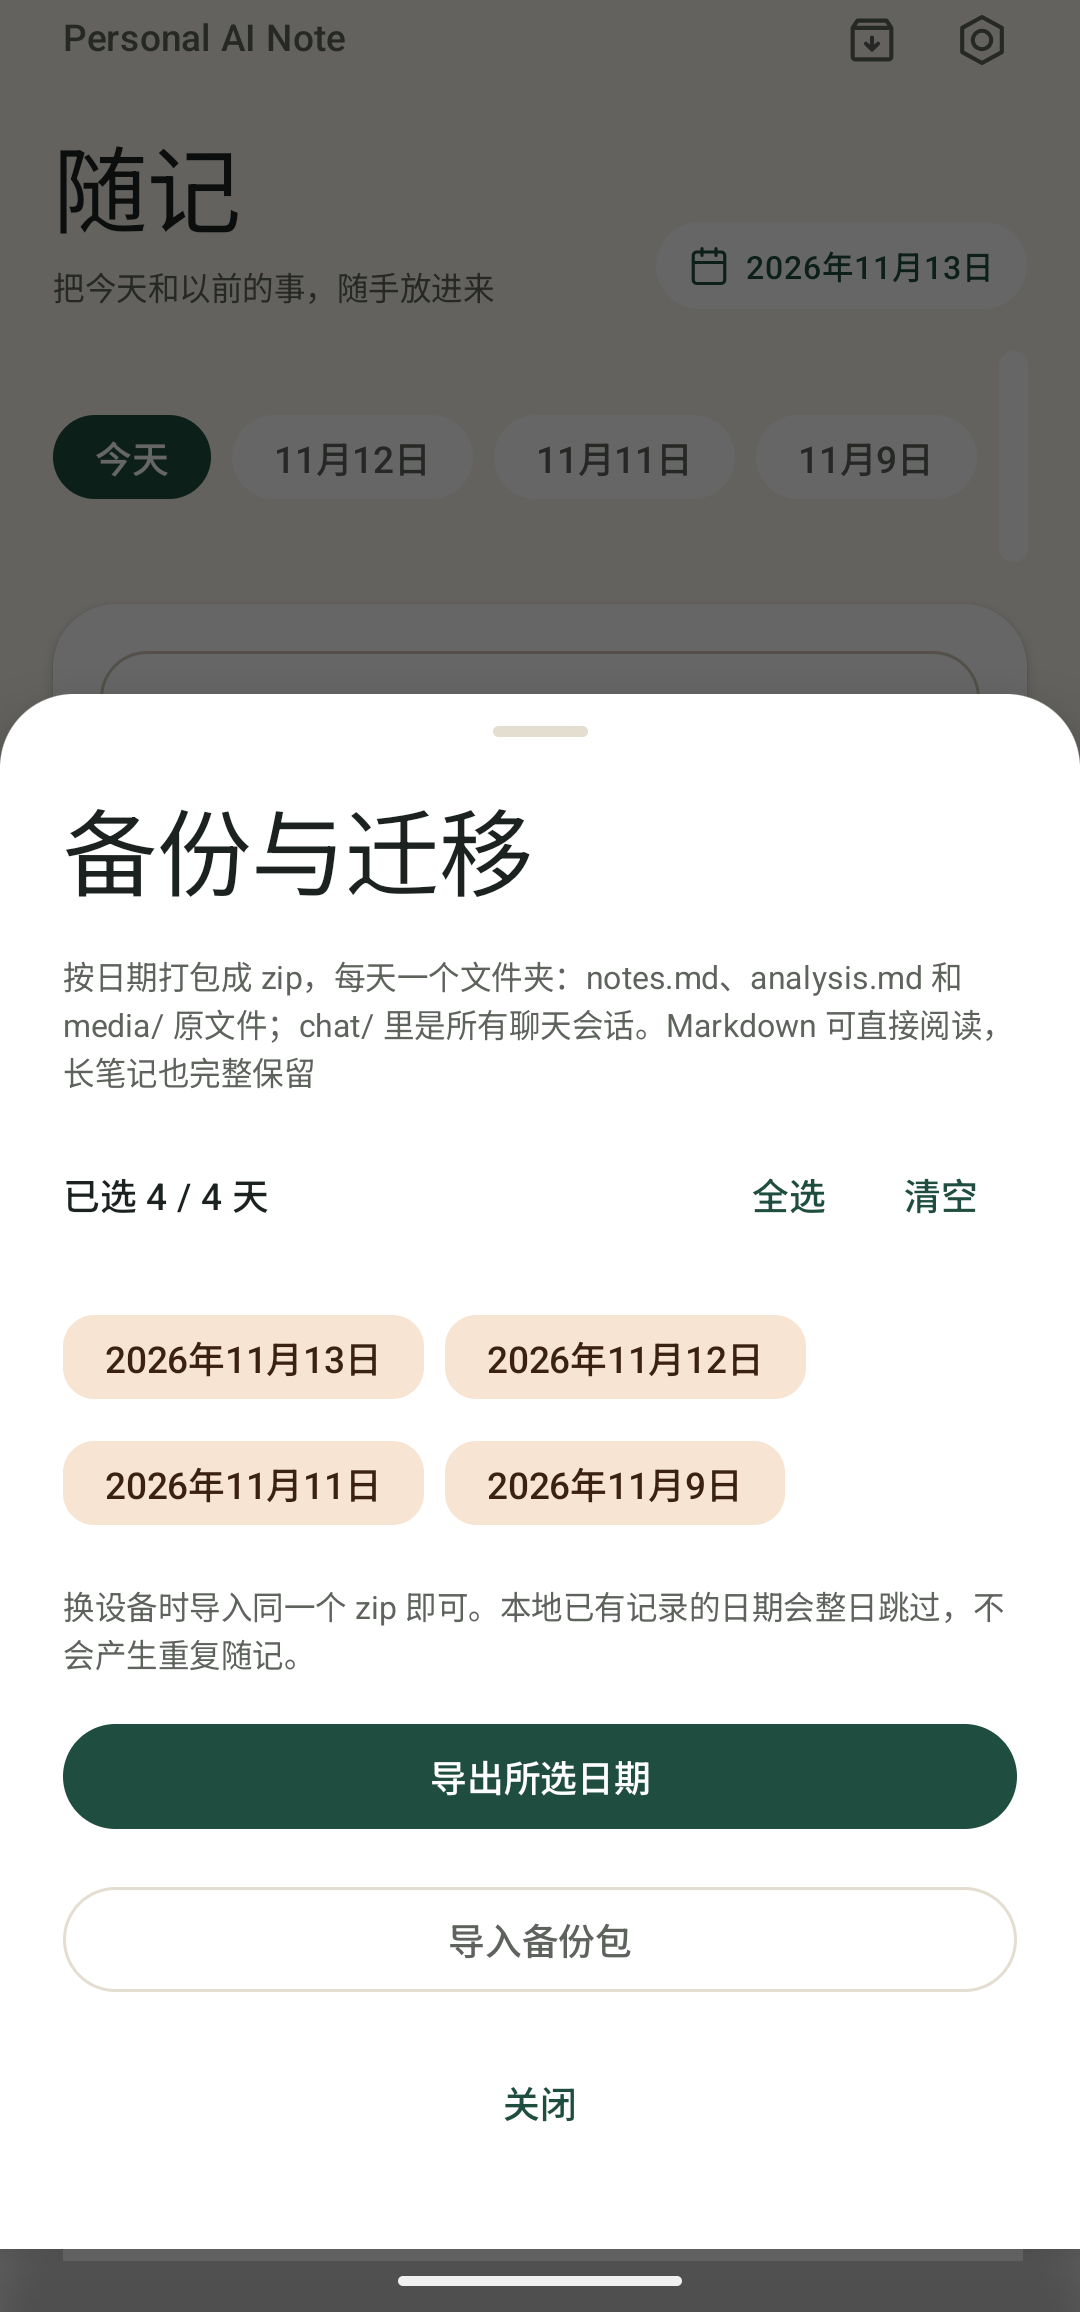 Personal AI Note
随记
把今天和以前的事，随手放进来
2026年11月13日
今天
11月12日
11月11日
11月9日
备份与迁移
按日期打包成 zip，每天一个文件夹：notes.md、analysis.md 和
media/ 原文件；chat/ 里是所有聊天会话。Markdown 可直接阅读，
长笔记也完整保留
已选 4 / 4 天
全选
清空
2026年11月13日
2026年11月12日
2026年11月11日
2026年11月9日
换设备时导入同一个 zip 即可。本地已有记录的日期会整日跳过，不
会产生重复随记。
导出所选日期
导入备份包
关闭